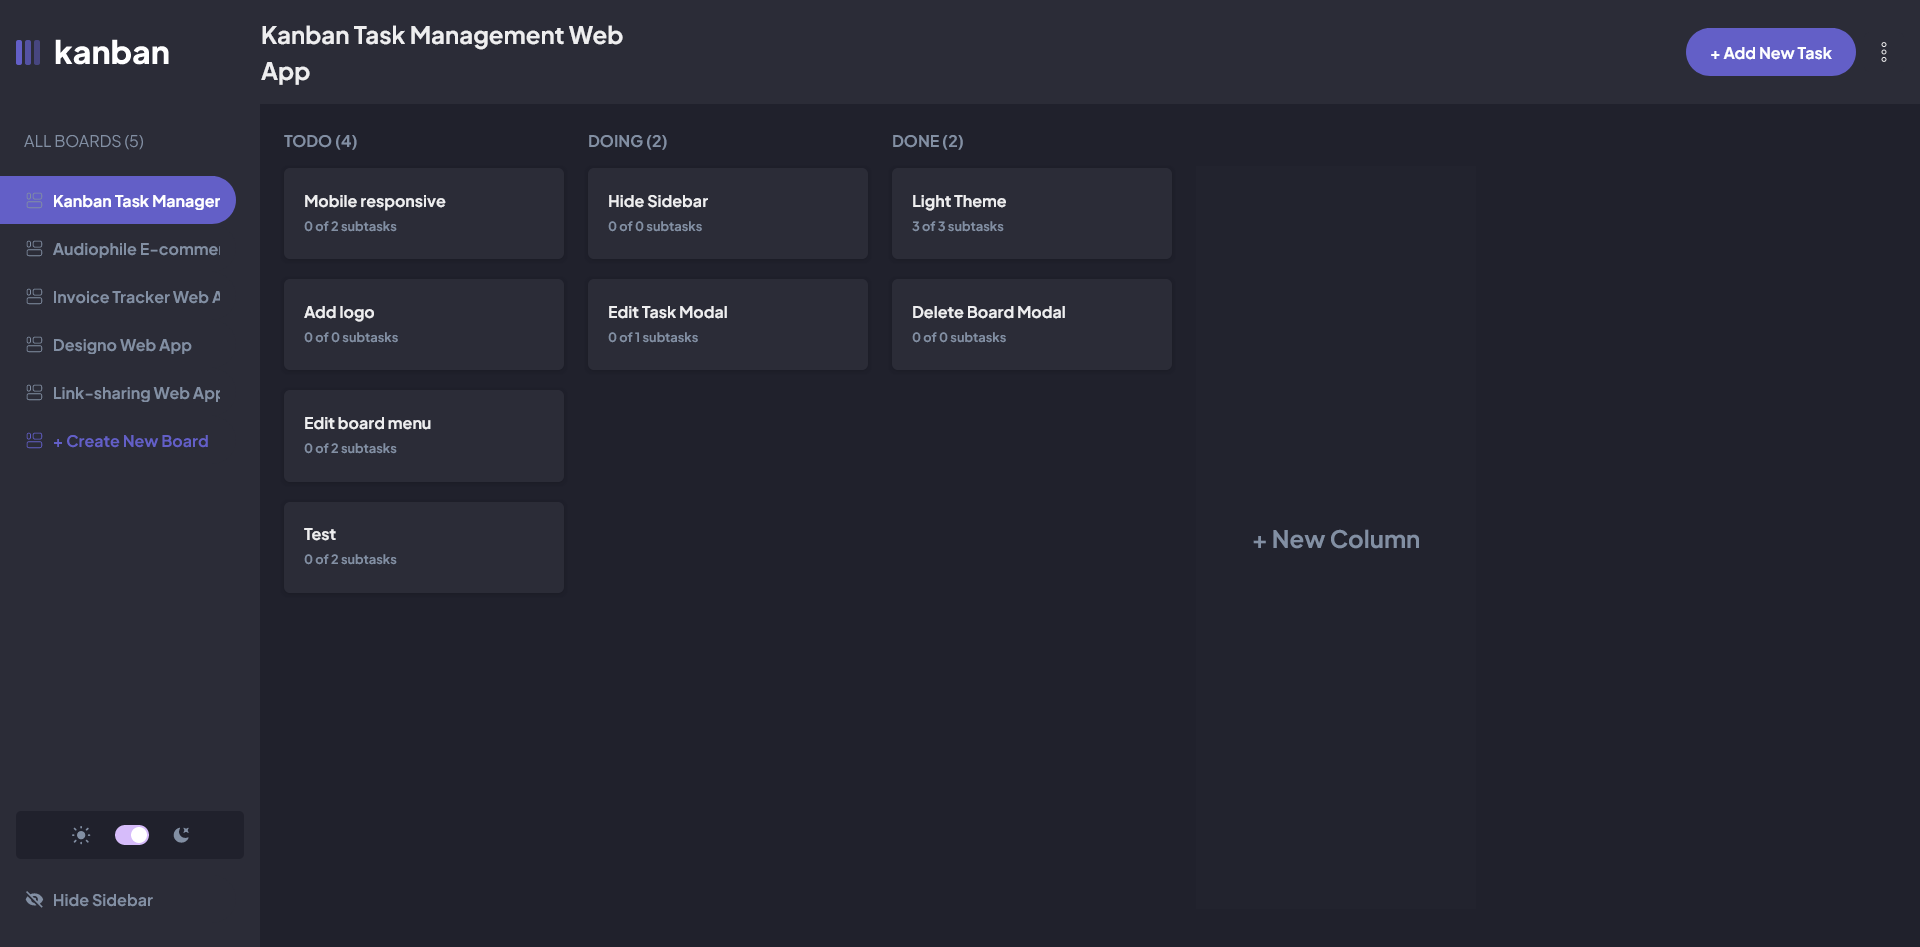 kanban
Kanban Task Management Web
App
+ Add New Task
ALL BOARDS (5)
Kanban Task Manager
Audiophile E-commer
Invoice Tracker Web A
Designo Web App
Link-sharing Web App
+ Create New Board
TODO (4)
Mobile responsive
0 of 2 subtasks
Add logo
0 of 0 subtasks
Edit board menu
0 of 2 subtasks
Test
0 of 2 subtasks
DOING (2)
Hide Sidebar
0 of 0 subtasks
Edit Task Modal
0 of 1 subtasks
DONE (2)
Light Theme
3 of 3 subtasks
Delete Board Modal
0 of 0 subtasks
+ New Column
Hide Sidebar